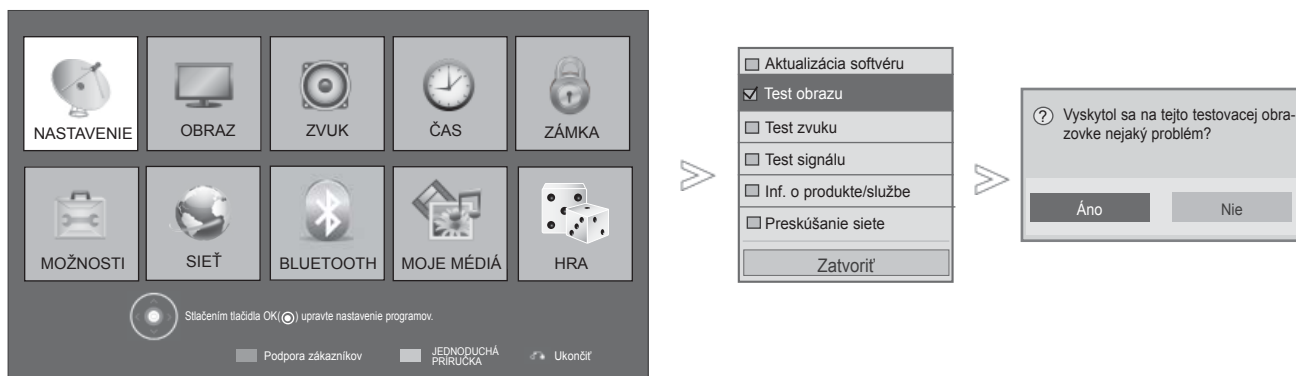 NASTAVENIE
OBRAZ
ZVUK
ČAS
ZÁMKA
MOŽNOSTI
SIEŤ
BLUETOOTH
MOJE MÉDIÁ
HRA
Stlačením tlačidla OK(◉) upravte nastavenie programov.
Podpora zákazníkov
JEDNODUCHÁ
PRÍRUČKA
Ukončiť
Aktualizácia softvéru
Test obrazu
Test zvuku
Test signálu
Inf. o produkte/službe
Preskúšanie siete
Zatvoriť
? Vyskytol sa na tejto testovacej obra-
zovke nejaký problém?
Áno
Nie